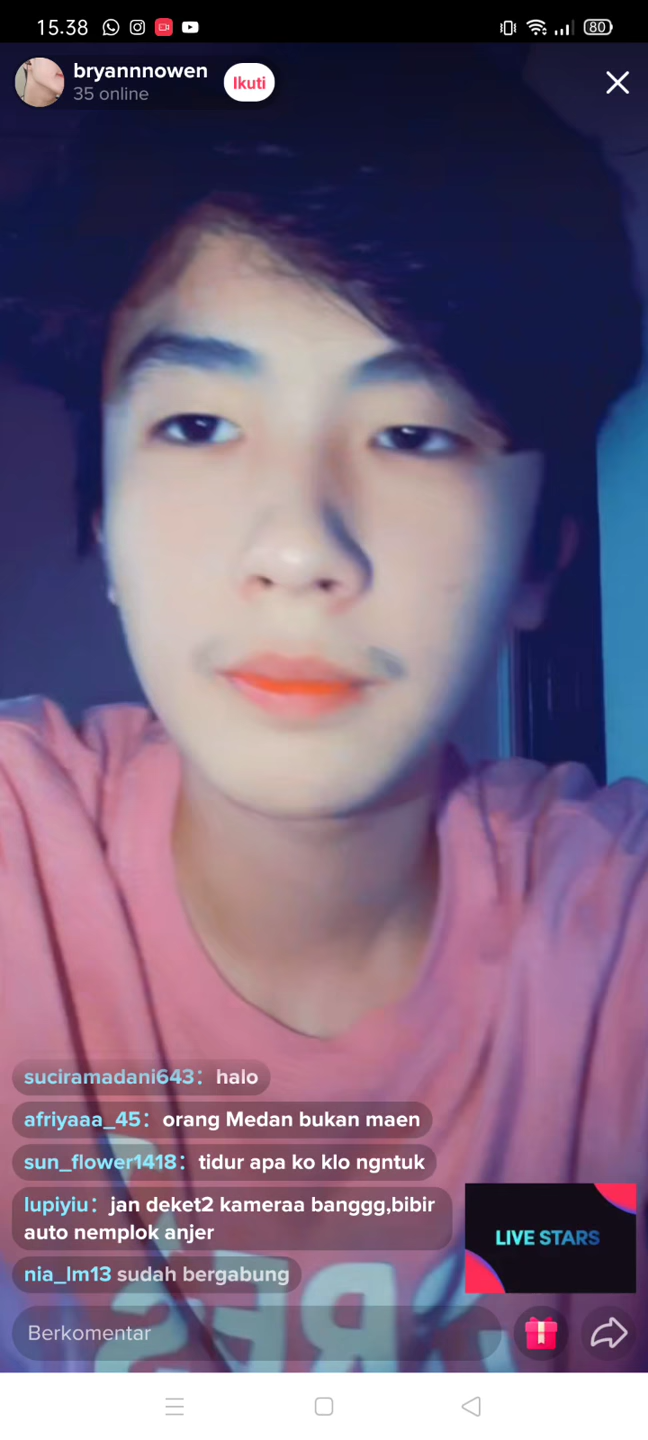 15.38
80
bryannnowen
Ikuti
35 online
suciramadani643: halo
afriyaaa_45: orang Medan bukan maen
sun_flower1418: tidur apa ko klo ngntuk
lupiyiu: jan deket2 kameraa banggg,bibir
auto nemplok anjer
nia_lm13 sudah bergabung
LIVE STARS
Berkomentar